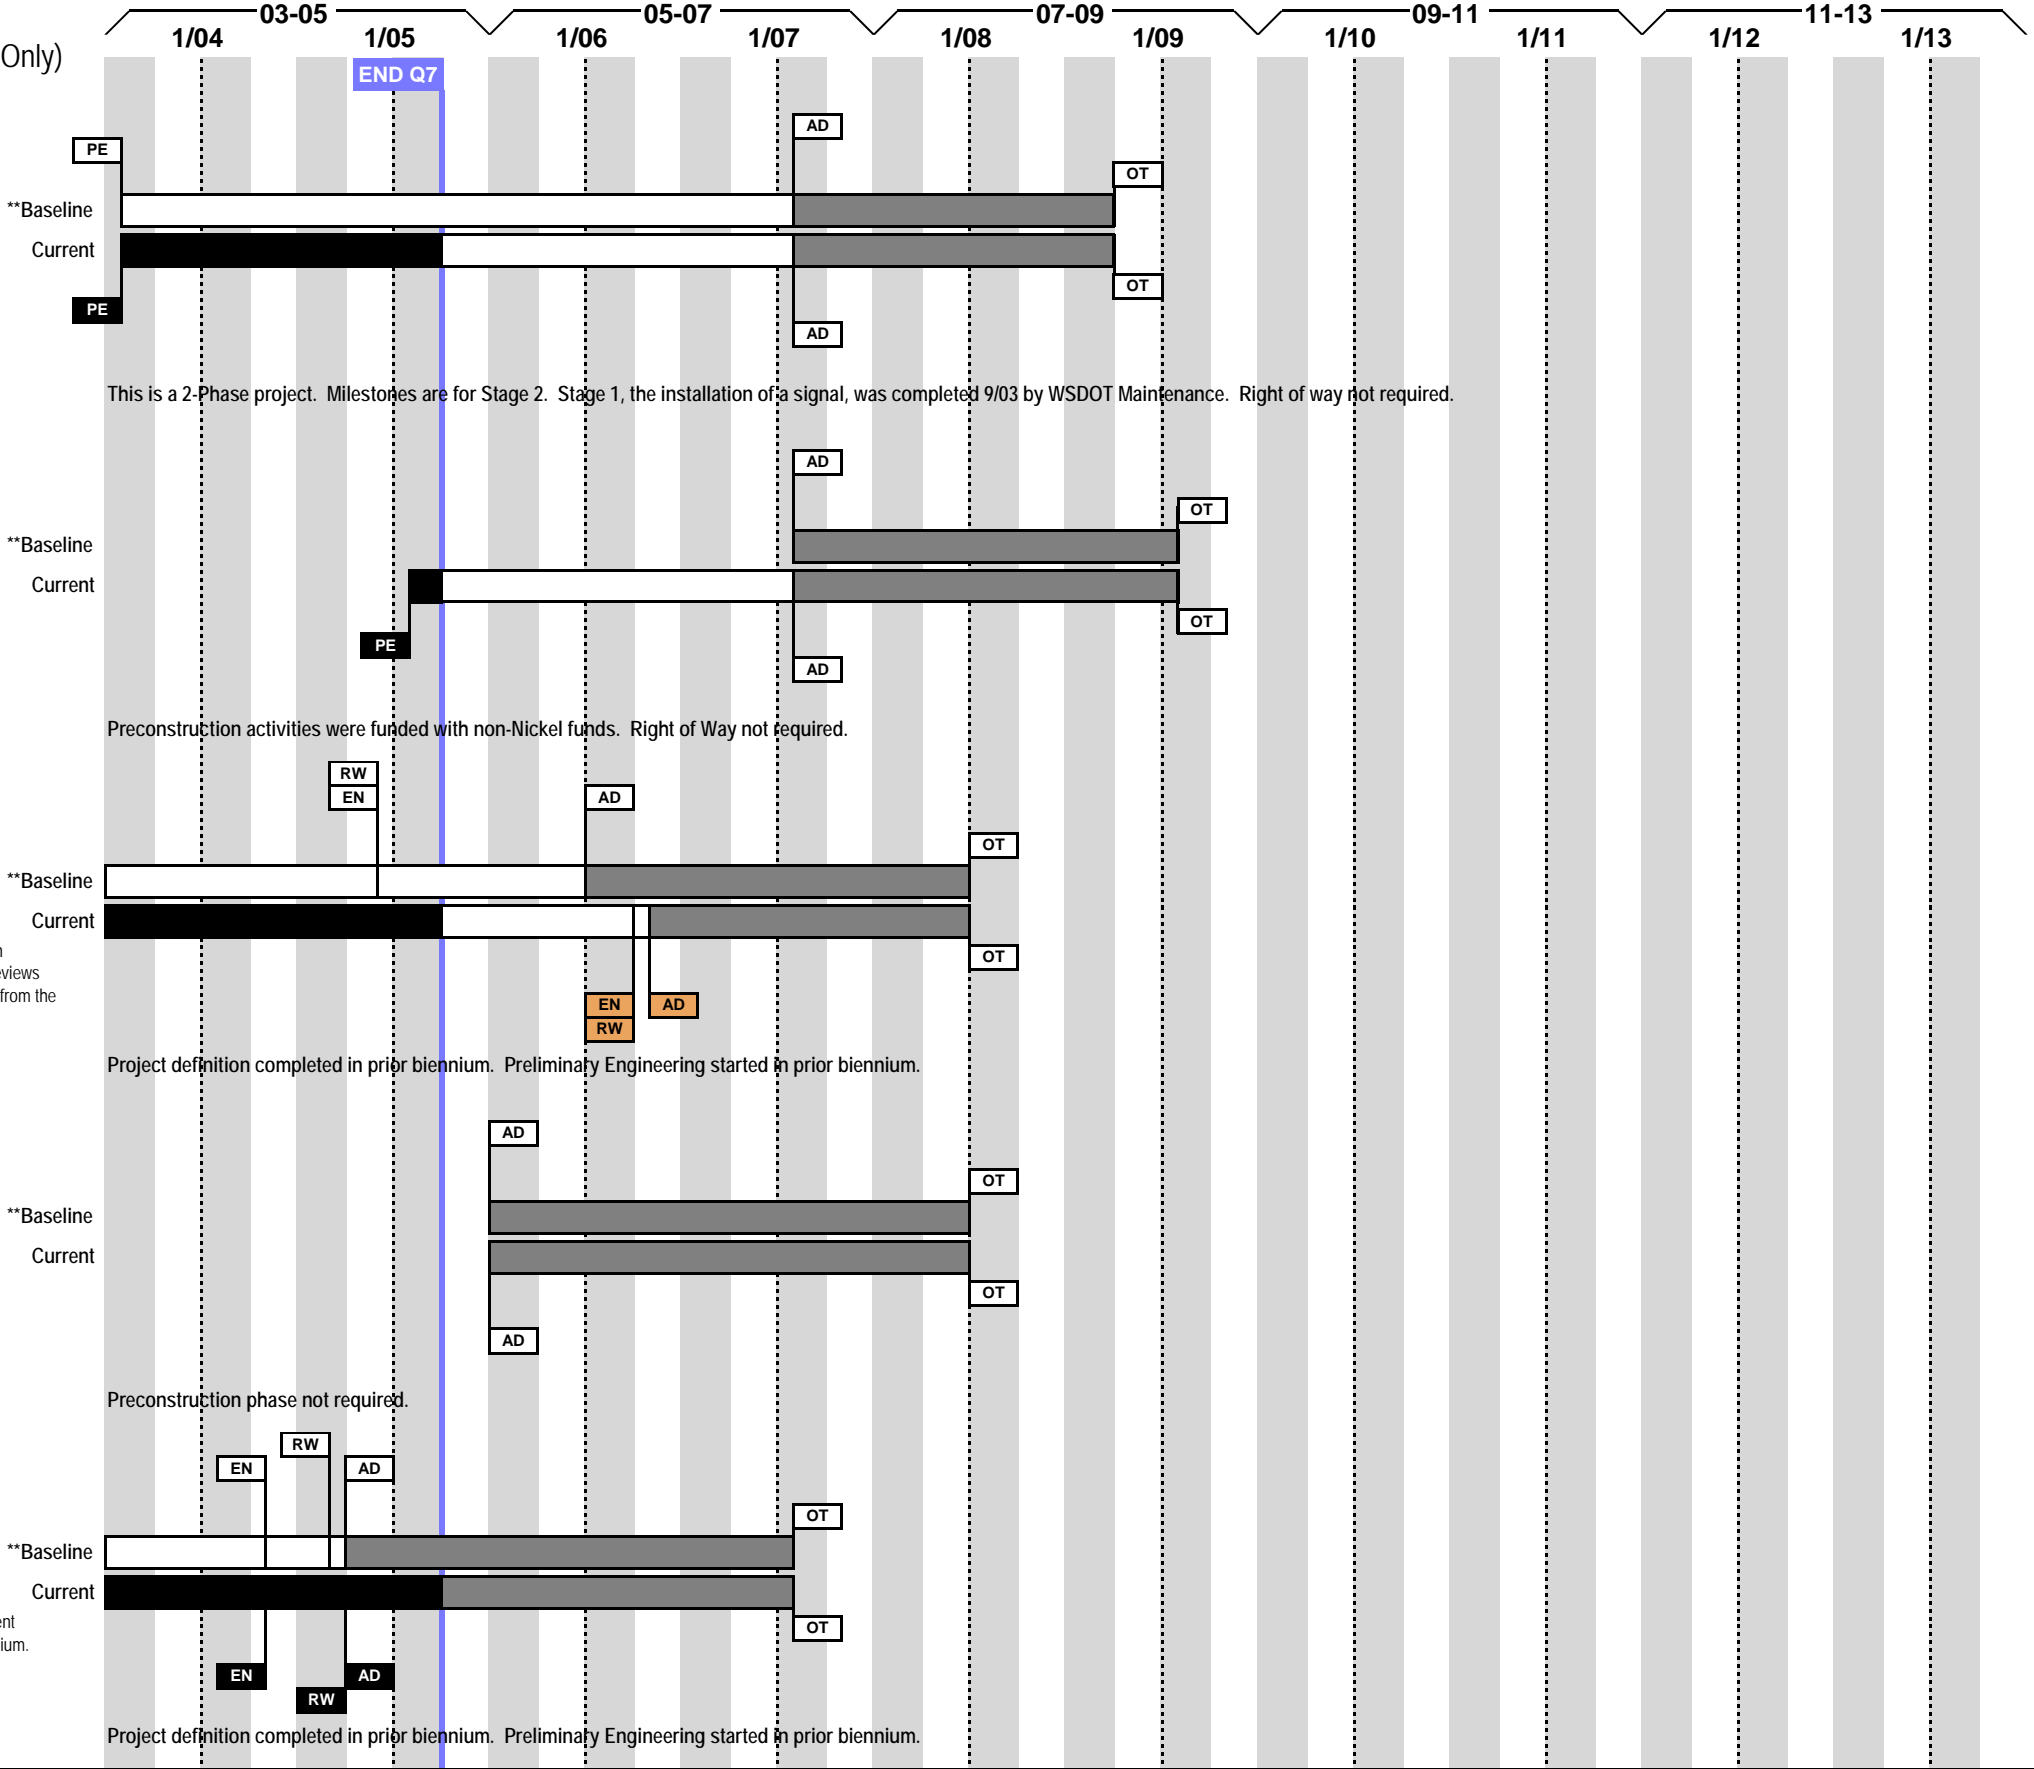 03-05 05-07 07-09 09-11 11-13
1/04 1/05 1/06 1/07 1/08 1/09 1/10 1/11 1/12 1/13
Only)
END Q7
AD
PE
OT
**Baseline
Current
OT
PE
AD
This is a 2-Phase project. Milestones are for Stage 2. Stage 1, the installation of a signal, was completed 9/03 by WSDOT Maintenance. Right of way not required.
AD
OT
**Baseline
Current
OT
PE
AD
Preconstruction activities were funded with non-Nickel funds. Right of Way not required.
RW
EN AD
OT
**Baseline
Current
eviews
OT
from the
EN AD
RW
Project definition completed in prior biennium. Preliminary Engineering started in prior biennium.
AD
OT
**Baseline
Current
OT
AD
Preconstruction phase not required.
RW
EN AD
OT
**Baseline
Current
ent
OT
ium.
EN AD
RW
Project definition completed in prior biennium. Preliminary Engineering started in prior biennium.